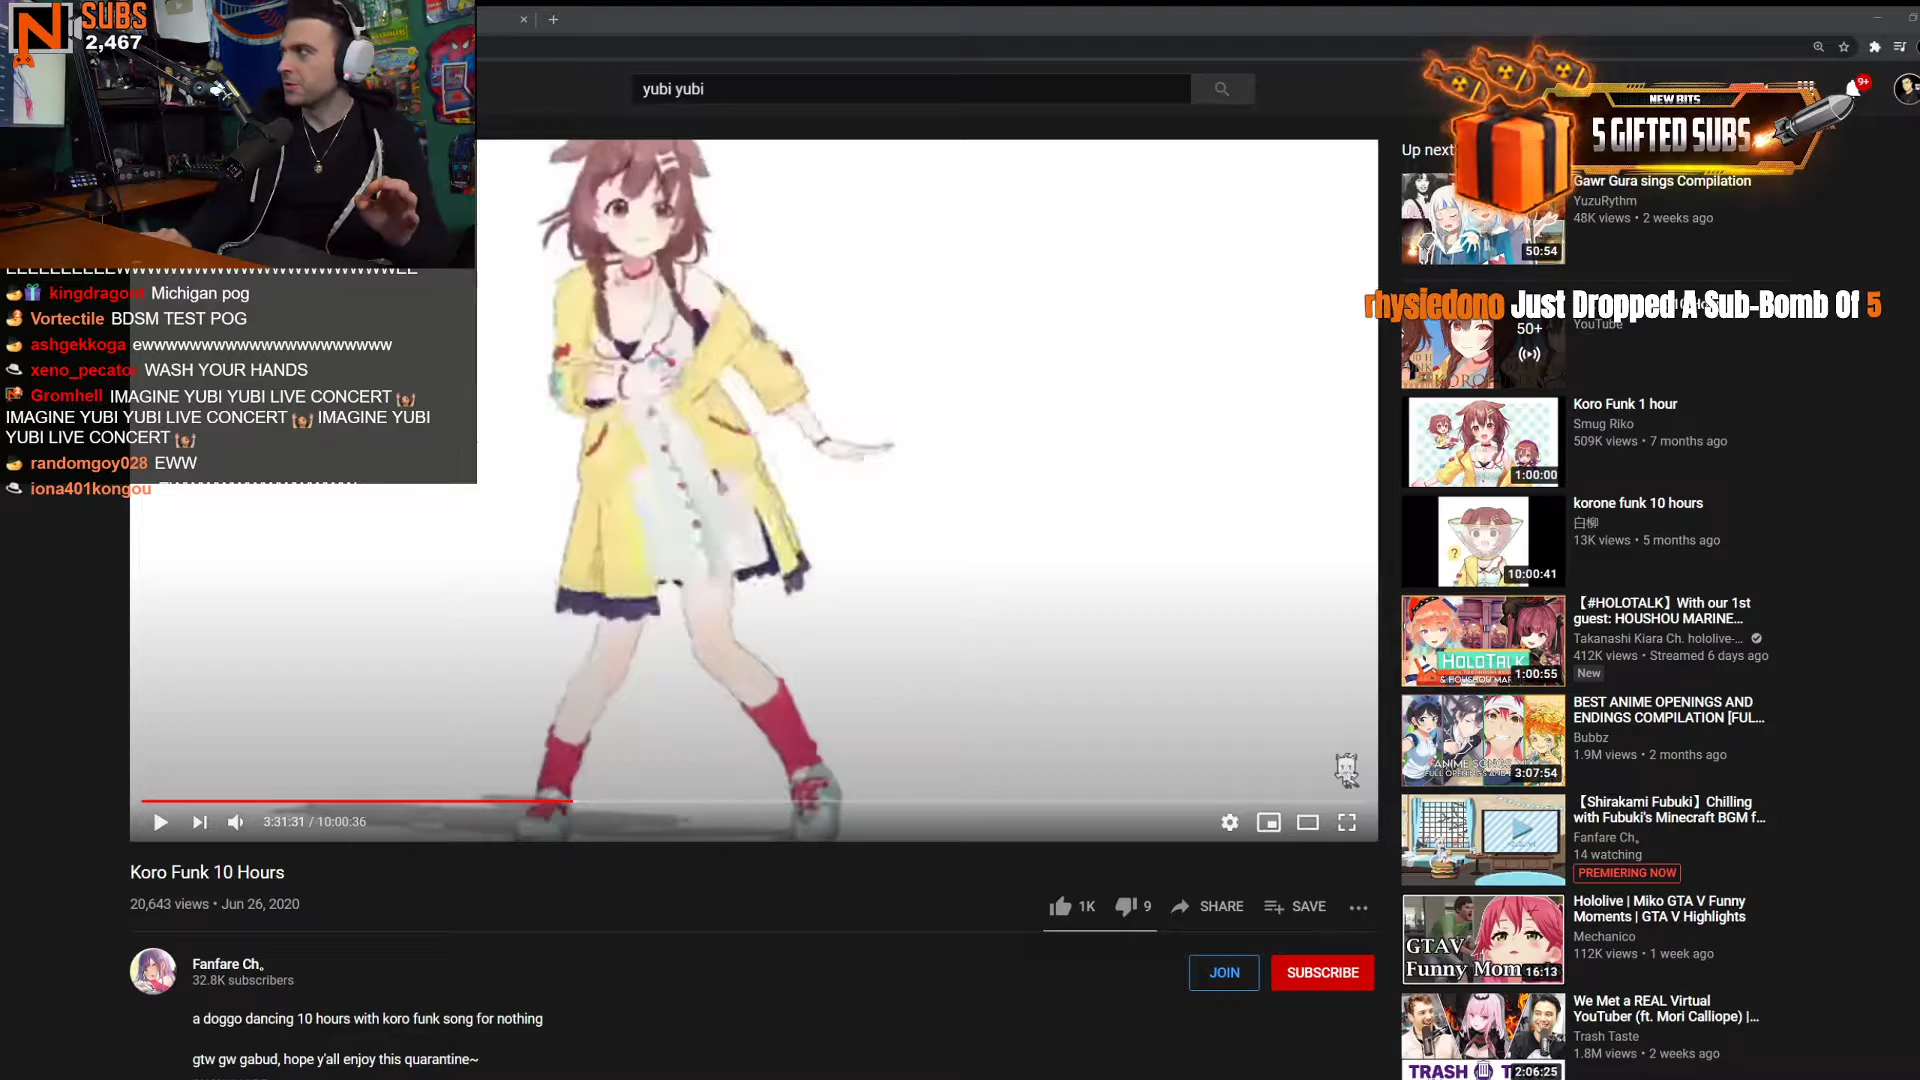 SUBS
2,467
yubi yubi
NEW BITS
5 GIFTED SUBS
9+
rhysiedono Just Dropped A Sub-Bomb Of 5
kingdragont Michigan pog
Vortectile BDSM TEST POG
ashgekkoga ewwwwwwwwwwwwwwwwwwwww
xeno_pecator WASH YOUR HANDS
Gromhell IMAGINE YUBI YUBI LIVE CONCERT
IMAGINE YUBI YUBI LIVE CONCERT IMAGINE YUBI
YUBI LIVE CONCERT
randomgoy028 EWW
iona401kongou
3:31:31 / 10:00:36
Koro Funk 10 Hours
20,643 views • Jun 26, 2020
1K 9 SHARE SAVE
Fanfare Ch。
32.8K subscribers
JOIN SUBSCRIBE
a doggo dancing 10 hours with koro funk song for nothing
gtw gw gabud, hope y'all enjoy this quarantine~
Up next
Gawr Gura sings Compilation
YuzuRythm
48K views • 2 weeks ago
50:54
YouTube
50+
Koro Funk 1 hour
Smug Riko
509K views • 7 months ago
1:00:00
korone funk 10 hours
白柳
13K views • 5 months ago
10:00:41
【#HOLOTALK】With our 1st
guest: HOUSHOU MARINE...
Takanashi Kiara Ch. hololive-...
412K views • Streamed 6 days ago
New
HOLOTALK
& HOUSHOU MAR
1:00:55
BEST ANIME OPENINGS AND
ENDINGS COMPILATION [FUL...
Bubbz
1.9M views • 2 months ago
3:07:54
【Shirakami Fubuki】Chilling
with Fubuki's Minecraft BGM f...
Fanfare Ch。
14 watching
PREMIERING NOW
Hololive | Miko GTA V Funny
Moments | GTA V Highlights
Mechanico
112K views • 1 week ago
GTAV
Funny Mom
16:13
We Met a REAL Virtual
YouTuber (ft. Mori Calliope) |...
Trash Taste
1.8M views • 2 weeks ago
TRASH T
2:06:25